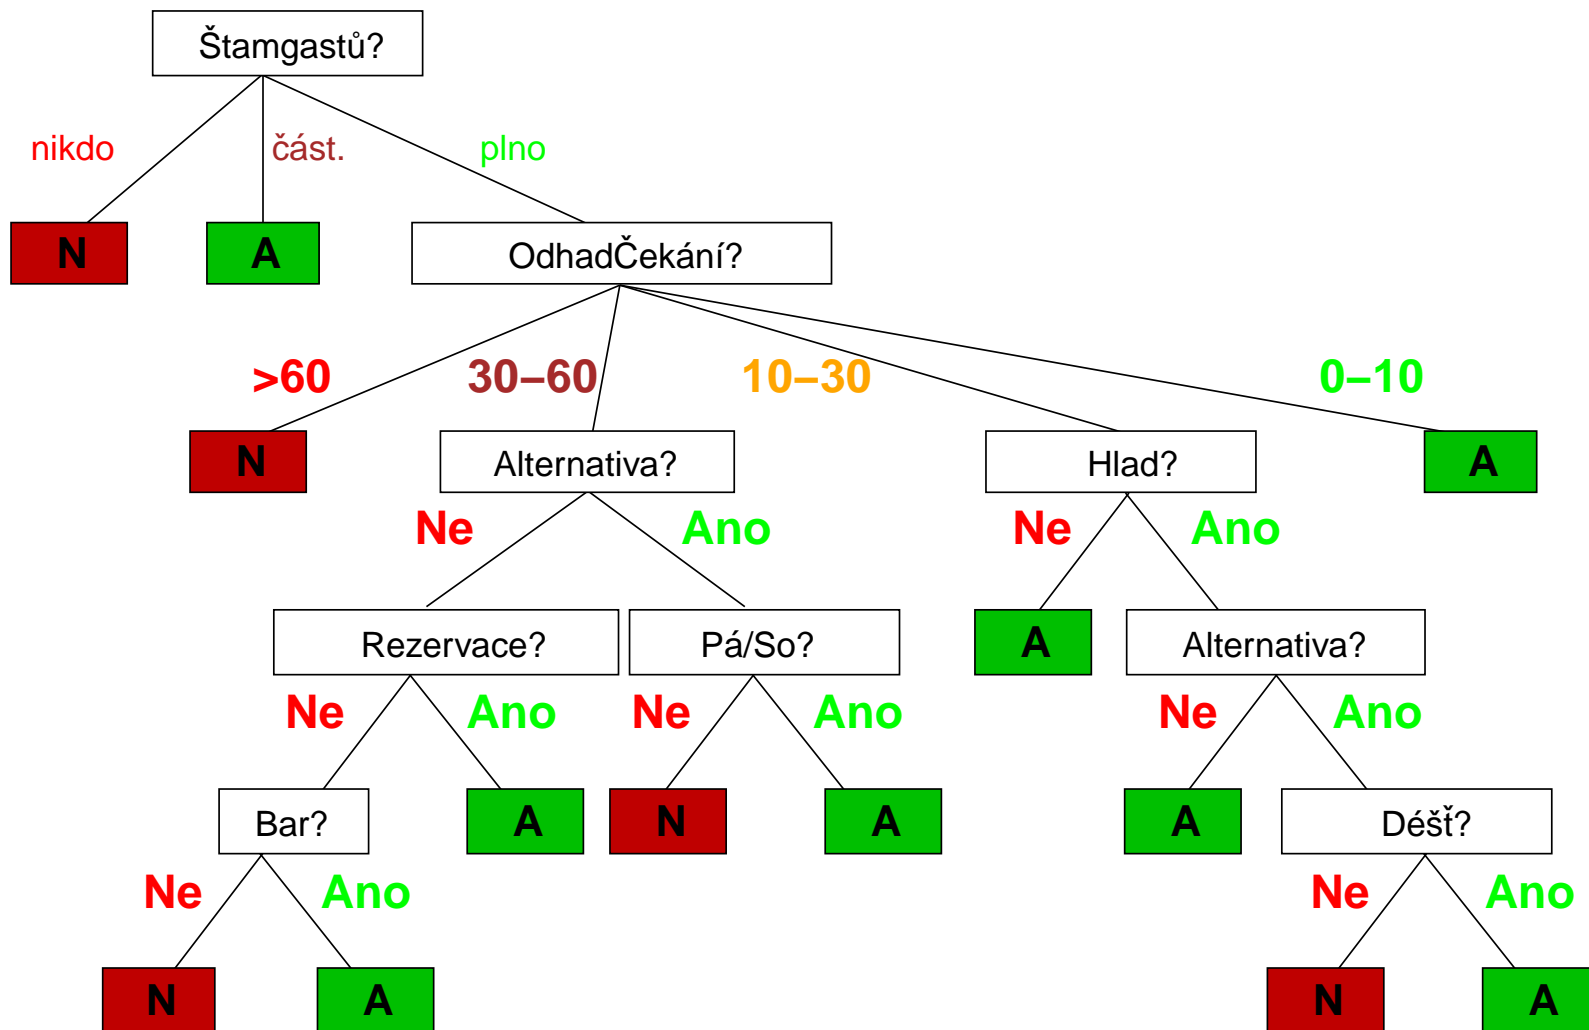 Štamgastů?
nikdo část. plno
N A OdhadČekání?
>60 30–60 10–30 0–10
N Alternativa? Hlad? A
Ne Ano Ne Ano
Rezervace? Pá/So? A Alternativa?
Ne Ano Ne Ano Ne Ano
Bar? A N A A Déšť?
Ne Ano Ne Ano
N A N A